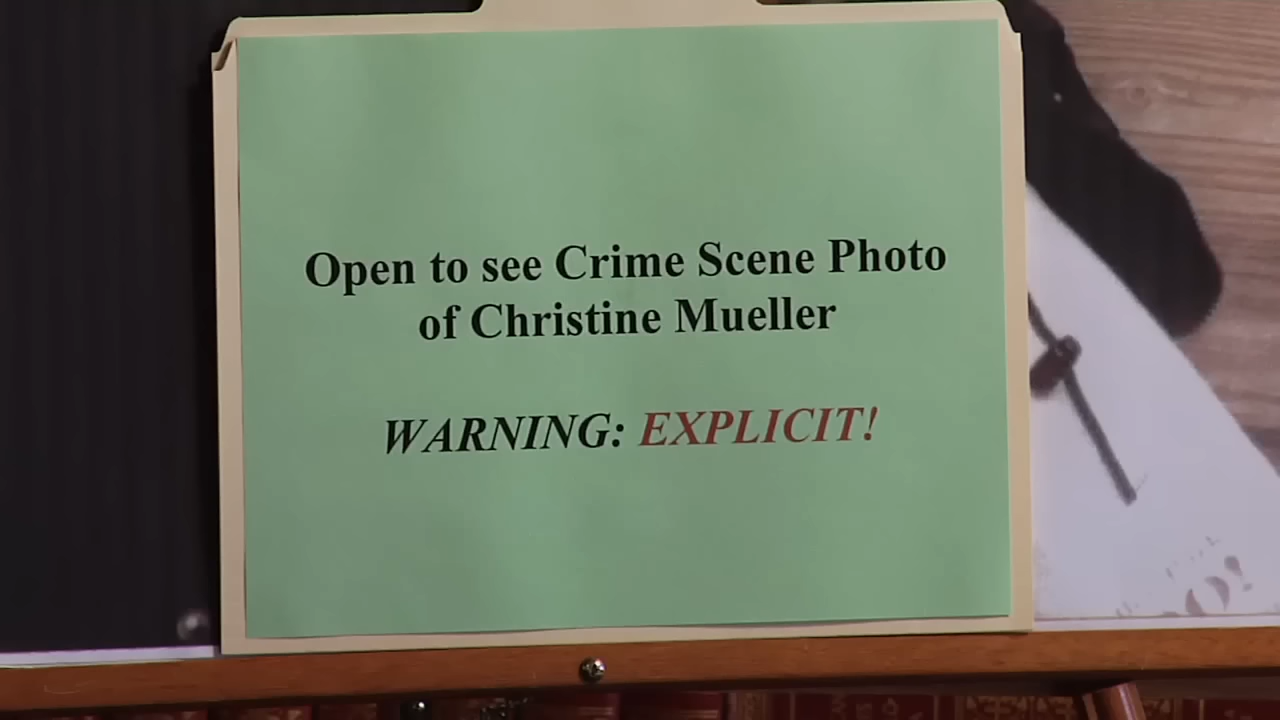 Open to see Crime Scene Photo
of Christine Mueller
WARNING: EXPLICIT!